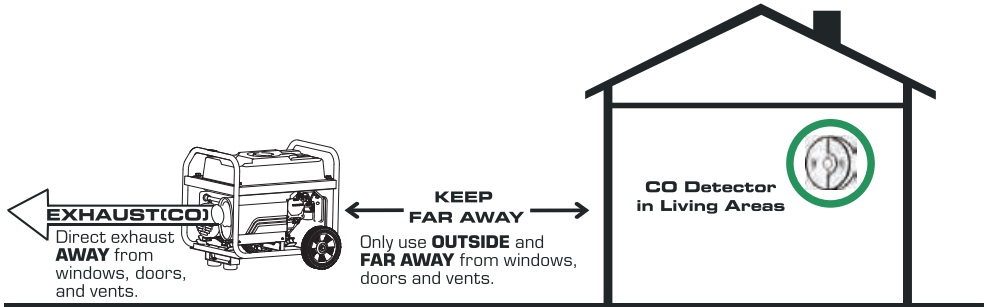 EXHAUST(CO)
Direct exhaust
AWAY from
windows, doors,
and vents.
KEEP
FAR AWAY
Only use OUTSIDE and
FAR AWAY from windows,
doors and vents.
CO Detector
in Living Areas